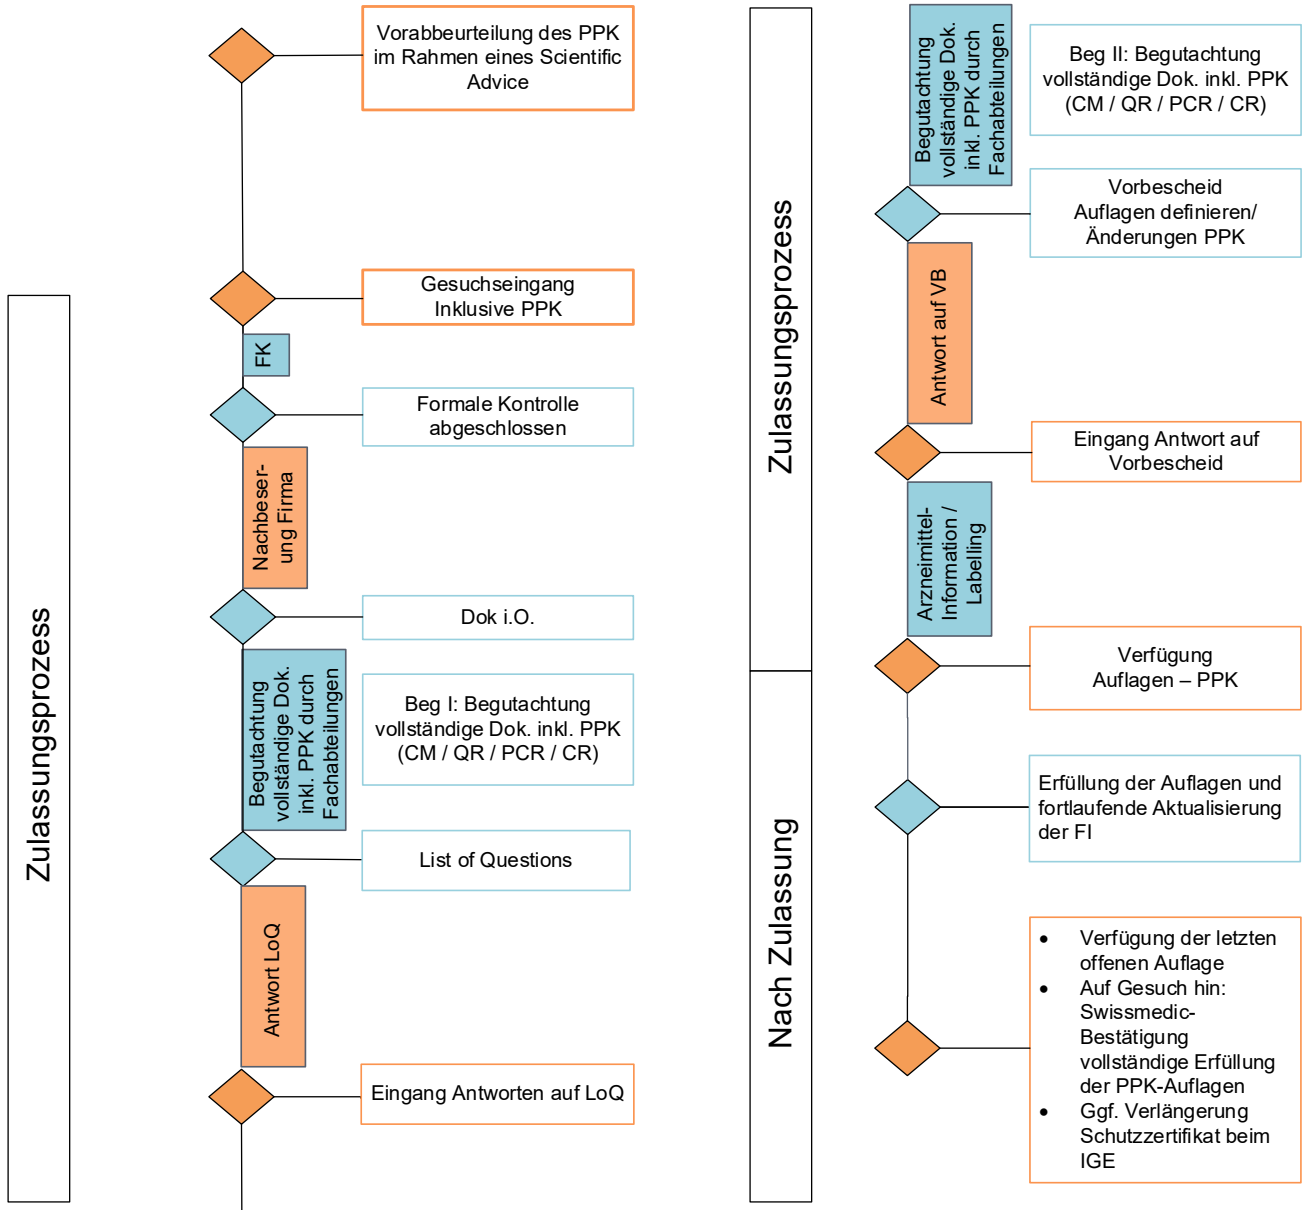 Vorabbeurteilung des PPK
im Rahmen eines Scientific
Advice
Gesuchseingang
Inklusive PPK
FK
Formale Kontrolle
abgeschlossen
Nachbeser-
ung Firma
Dok i.O.
Begutachtung
vollständige Dok.
inkl. PPK durch
Fachabteilungen
Beg I: Begutachtung
vollständige Dok. inkl. PPK
(CM / QR / PCR / CR)
List of Questions
Antwort LoQ
Eingang Antworten auf LoQ
Zulassungsprozess
Zulassungsprozess
Begutachtung
vollständige Dok.
inkl. PPK durch
Fachabteilungen
Beg II: Begutachtung
vollständige Dok. inkl. PPK
(CM / QR / PCR / CR)
Vorbescheid
Auflagen definieren/
Änderungen PPK
Antwort auf VB
Eingang Antwort auf
Vorbescheid
Arzneimittel-
Information /
Labelling
Verfügung
Auflagen – PPK
Nach Zulassung
Erfüllung der Auflagen und
fortlaufende Aktualisierung
der FI
• Verfügung der letzten
offenen Auflage
• Auf Gesuch hin:
Swissmedic-
Bestätigung
vollständige Erfüllung
der PPK-Auflagen
• Ggf. Verlängerung
Schutzzertifikat beim
IGE